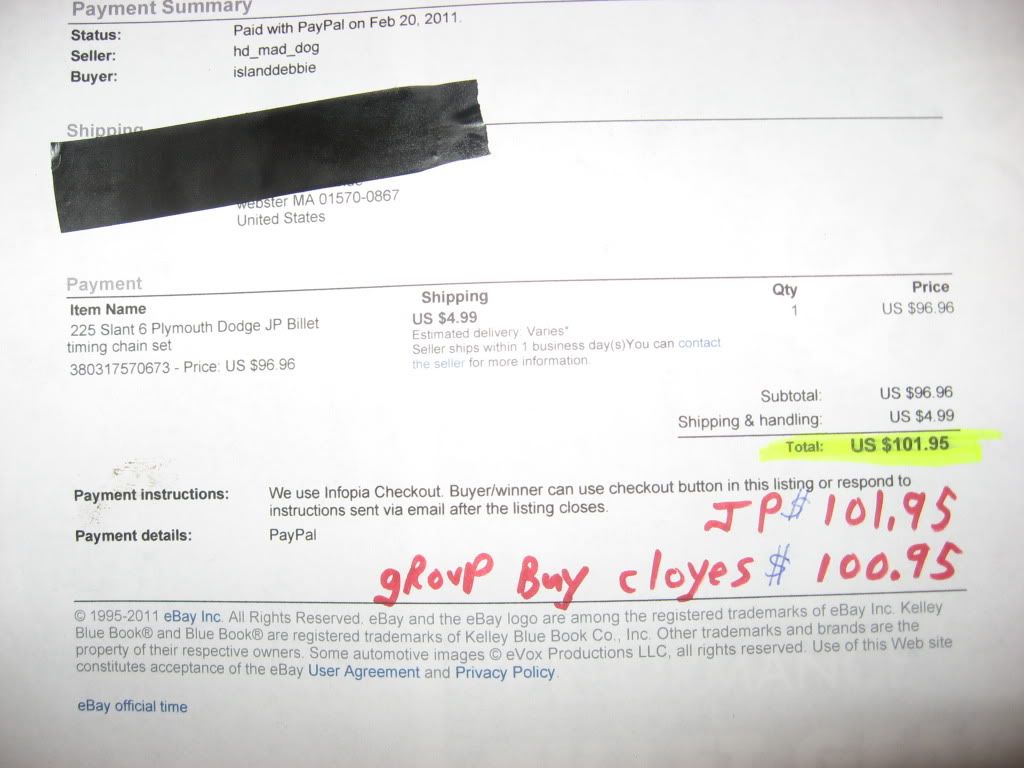 Payment Summary
Status: Paid with PayPal on Feb 20, 2011.
Seller: hd_mad_dog
Buyer: islanddebbie
Shipping
webster MA 01570-0867
United States
Payment
Item Name Shipping Qty Price
225 Slant 6 Plymouth Dodge JP Billet US $4.99 1 US $96.96
timing chain set Estimated delivery: Varies*
Seller ships within 1 business day(s)You can contact
380317570673 - Price: US $96.96 the seller for more information.
Subtotal: US $96.96
Shipping & handling: US $4.99
Total: US $101.95
Payment instructions: We use Infopia Checkout. Buyer/winner can use checkout button in this listing or respond to
instructions sent via email after the listing closes.
JP $ 101.95
Payment details: PayPal
gRoup Buy cloyes $ 100.95
© 1995-2011 eBay Inc. All Rights Reserved. eBay and the eBay logo are among the registered trademarks of eBay Inc. Kelley
Blue Book® and Blue Book® are registered trademarks of Kelley Blue Book Co., Inc. Other trademarks and brands are the
property of their respective owners. Some automotive images © eVox Productions LLC, all rights reserved. Use of this Web site
constitutes acceptance of the eBay User Agreement and Privacy Policy.
eBay official time